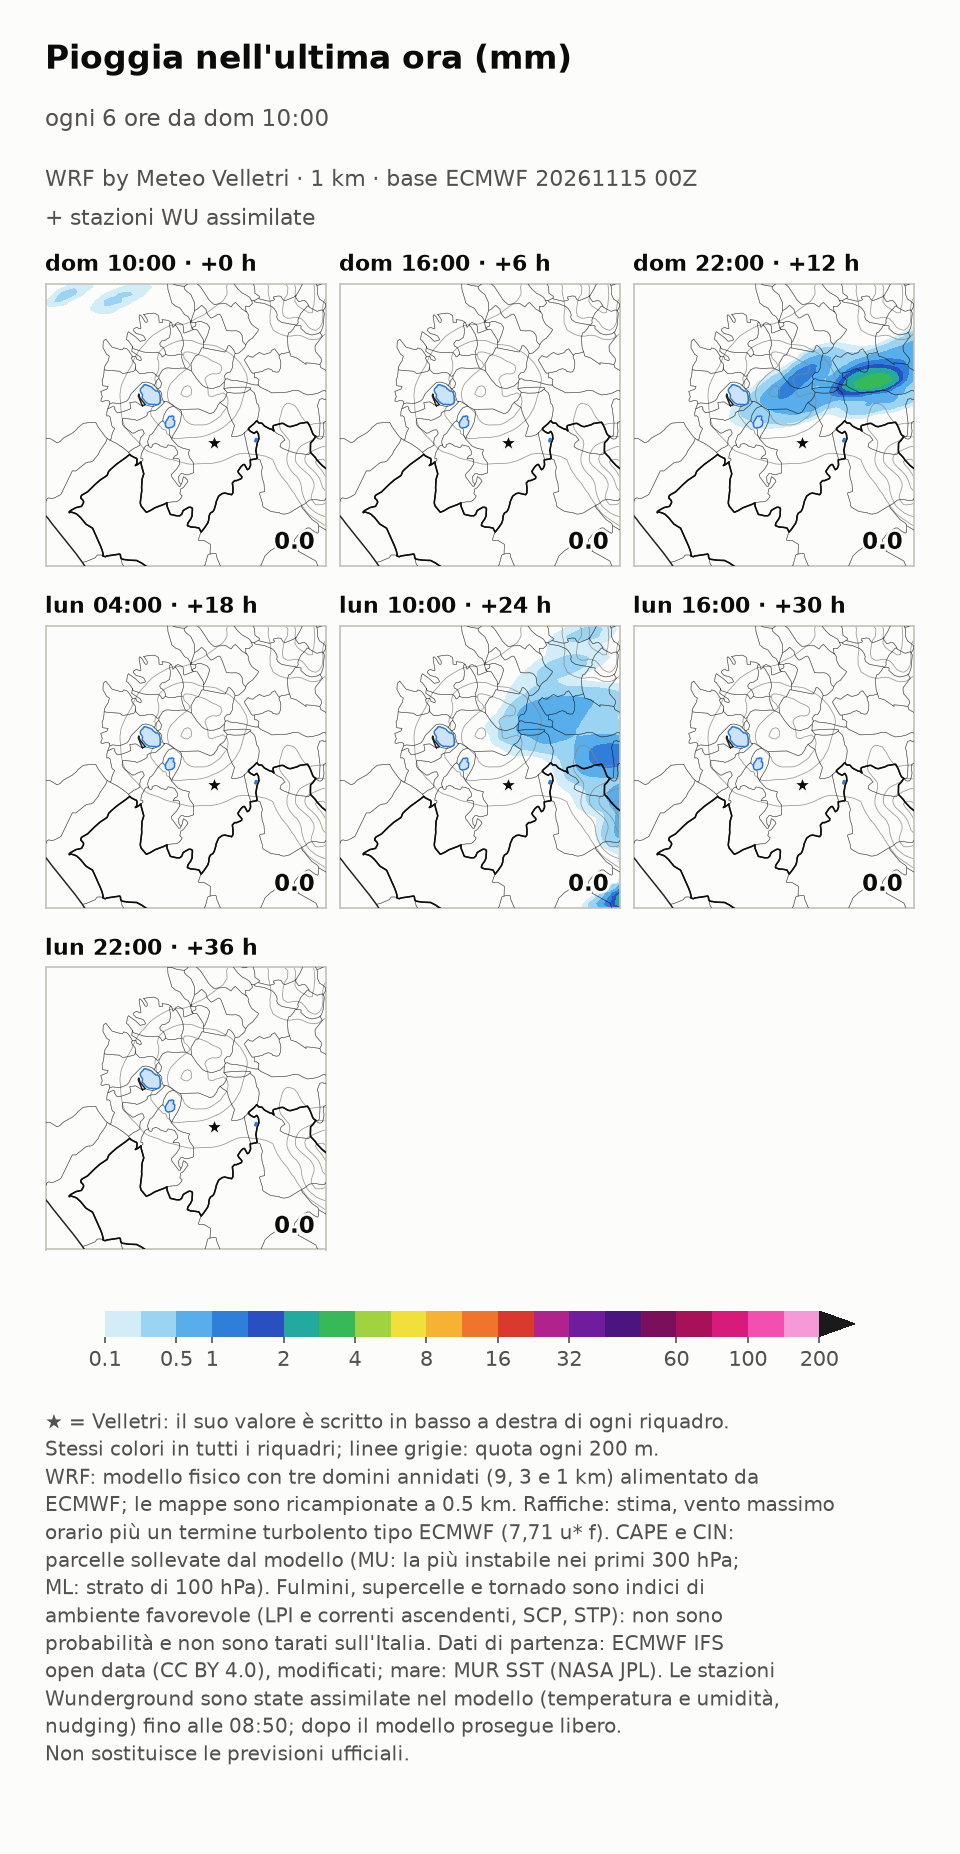 Pioggia nell'ultima ora (mm)
ogni 6 ore da dom 10:00
WRF by Meteo Velletri · 1 km · base ECMWF 20261115 00Z
+ stazioni WU assimilate
dom 10:00 · +0 h
dom 16:00 · +6 h
dom 22:00 · +12 h
0.0
0.0
0.0
lun 04:00 · +18 h
lun 10:00 · +24 h
lun 16:00 · +30 h
0.0
0.0
0.0
lun 22:00 · +36 h
0.0
0.1 0.5 1 2 4 8 16 32 60 100 200
★ = Velletri: il suo valore è scritto in basso a destra di ogni riquadro.
Stessi colori in tutti i riquadri; linee grigie: quota ogni 200 m.
WRF: modello fisico con tre domini annidati (9, 3 e 1 km) alimentato da
ECMWF; le mappe sono ricampionate a 0.5 km. Raffiche: stima, vento massimo
orario più un termine turbolento tipo ECMWF (7,71 u* f). CAPE e CIN:
parcelle sollevate dal modello (MU: la più instabile nei primi 300 hPa;
ML: strato di 100 hPa). Fulmini, supercelle e tornado sono indici di
ambiente favorevole (LPI e correnti ascendenti, SCP, STP): non sono
probabilità e non sono tarati sull'Italia. Dati di partenza: ECMWF IFS
open data (CC BY 4.0), modificati; mare: MUR SST (NASA JPL). Le stazioni
Wunderground sono state assimilate nel modello (temperatura e umidità,
nudging) fino alle 08:50; dopo il modello prosegue libero.
Non sostituisce le previsioni ufficiali.